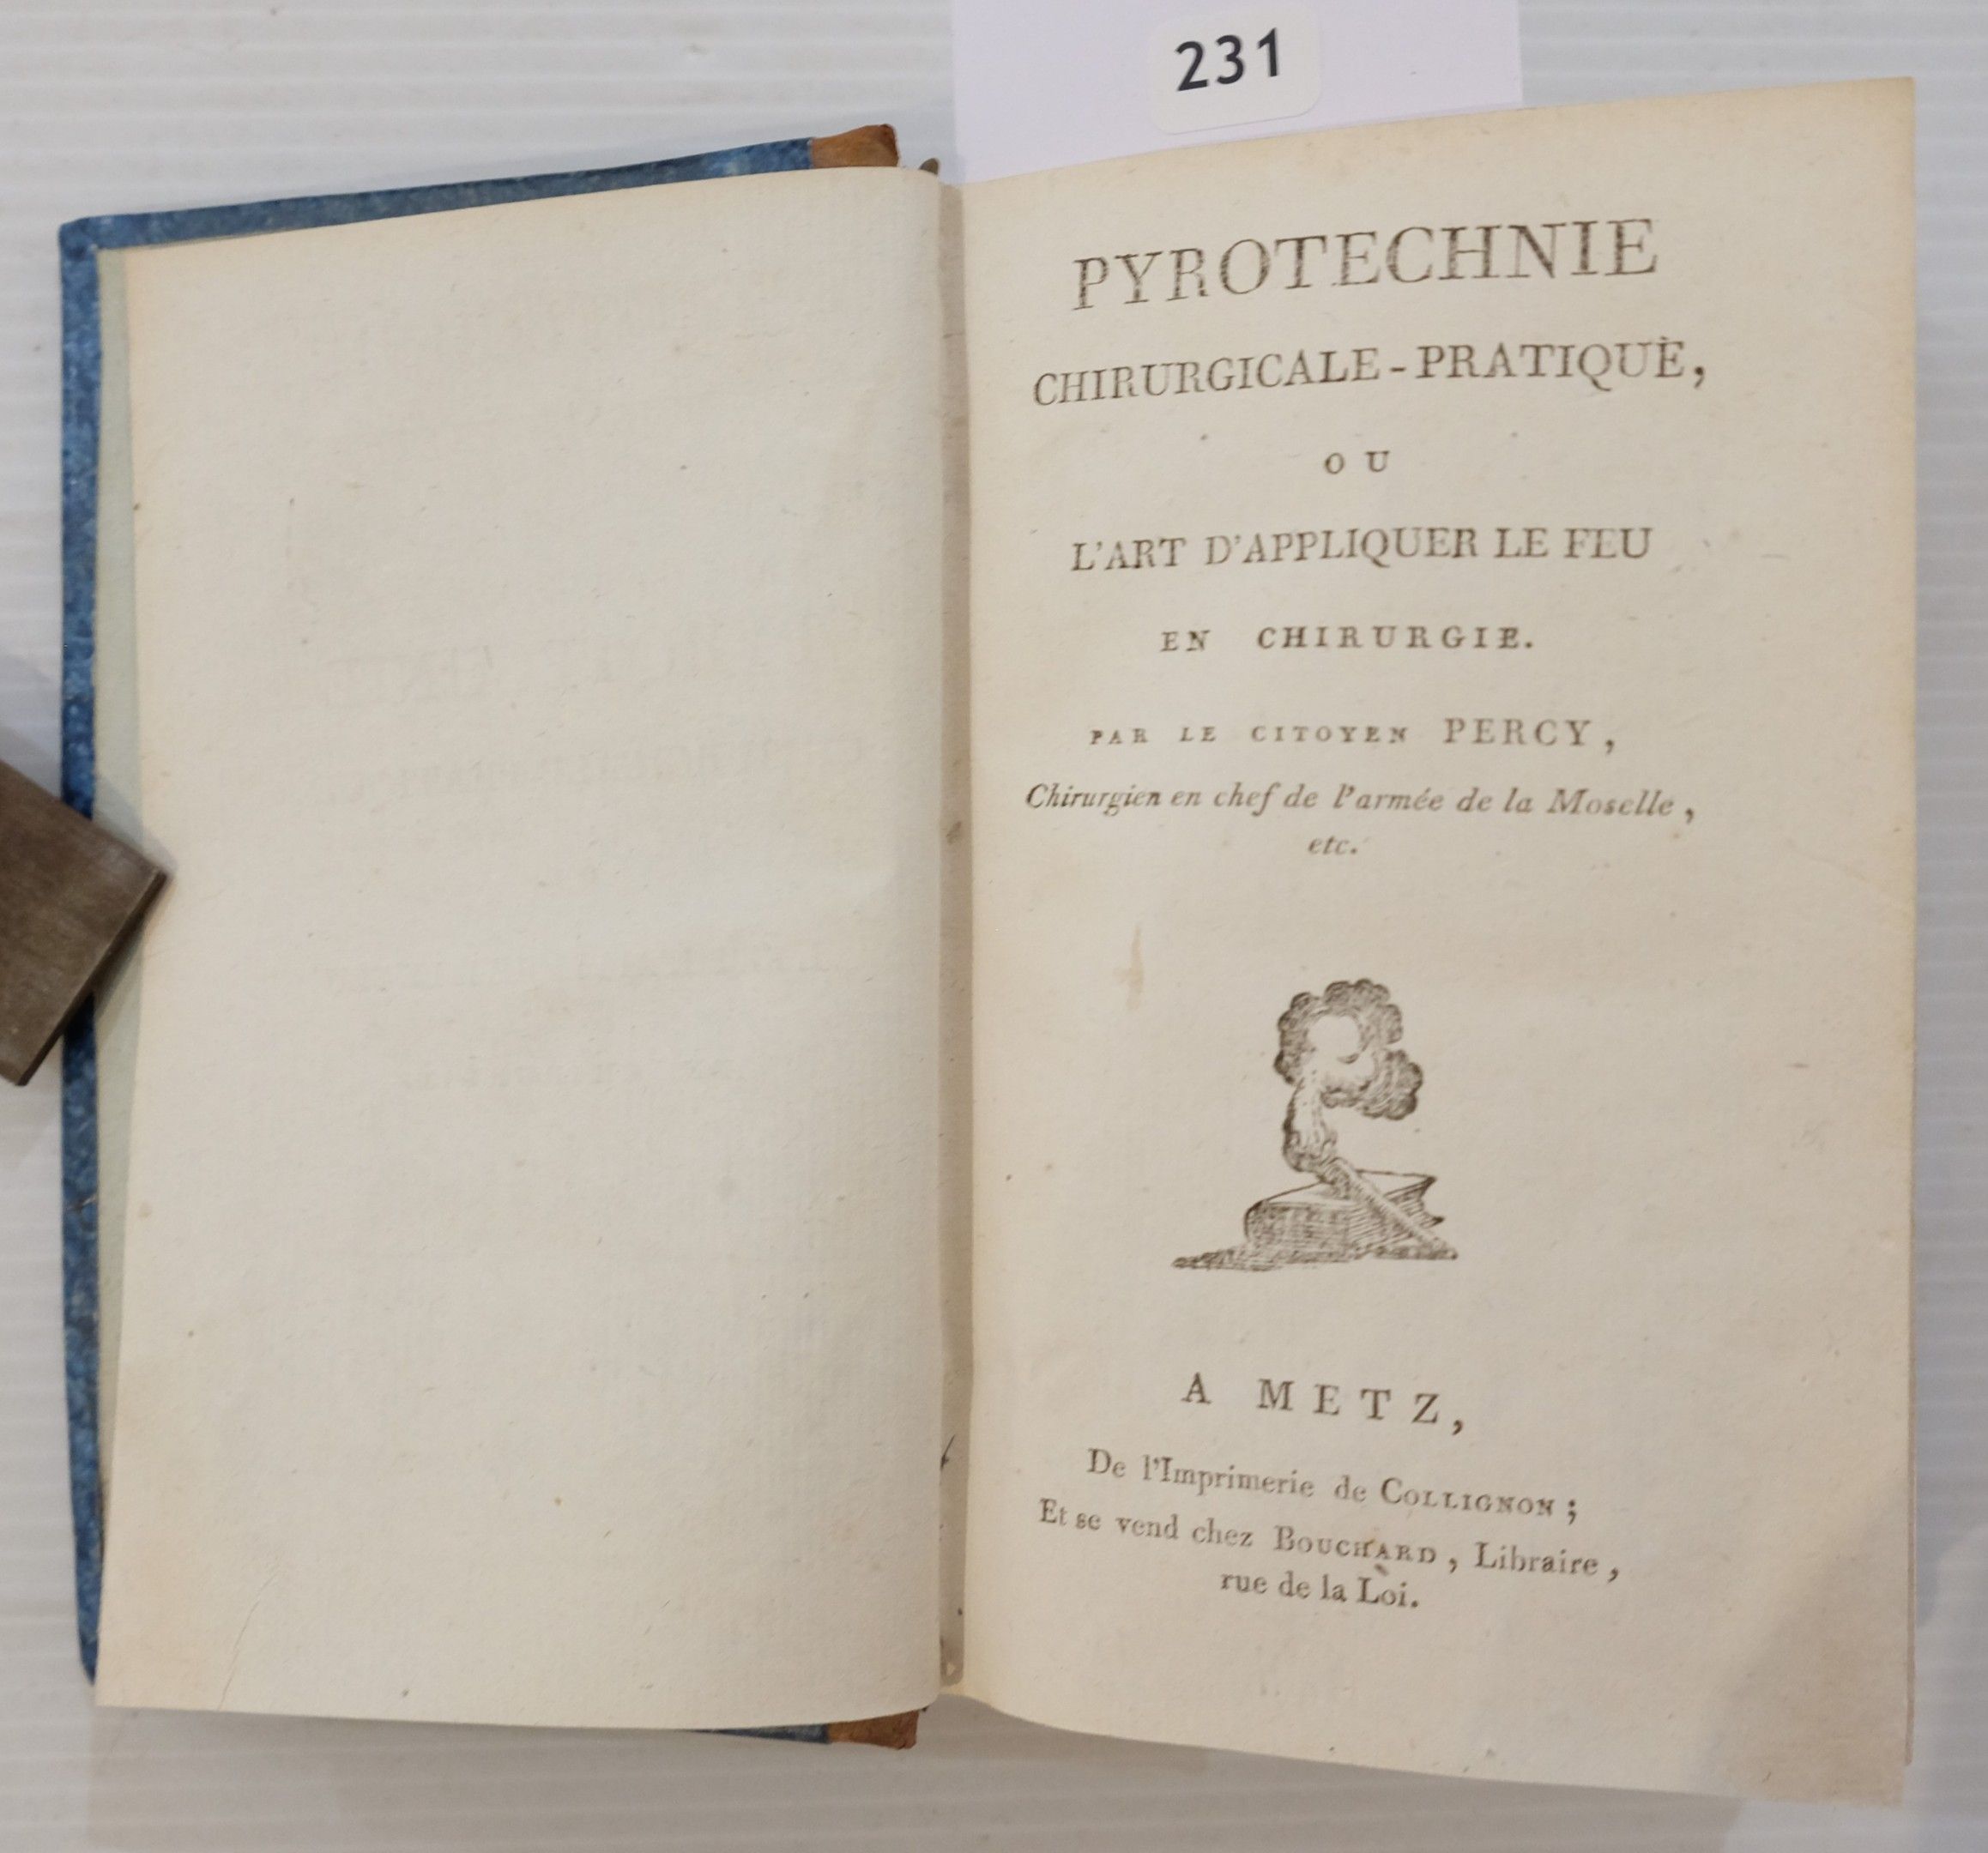 231
PYROTECHNIE
CHIRURGICALE-PRATIQUE,
OU
L'ART D'APPLIQUER LE FEU
EN CHIRURGIE.
PAR LE CITOYEN PERCY,
Chirurgien en chef de l'armée de la Moselle,
etc.
A METZ,
De l'Imprimerie de COLLIGNON;
Et se vend chez BOUCHARD, Libraire,
rue de la Loi.